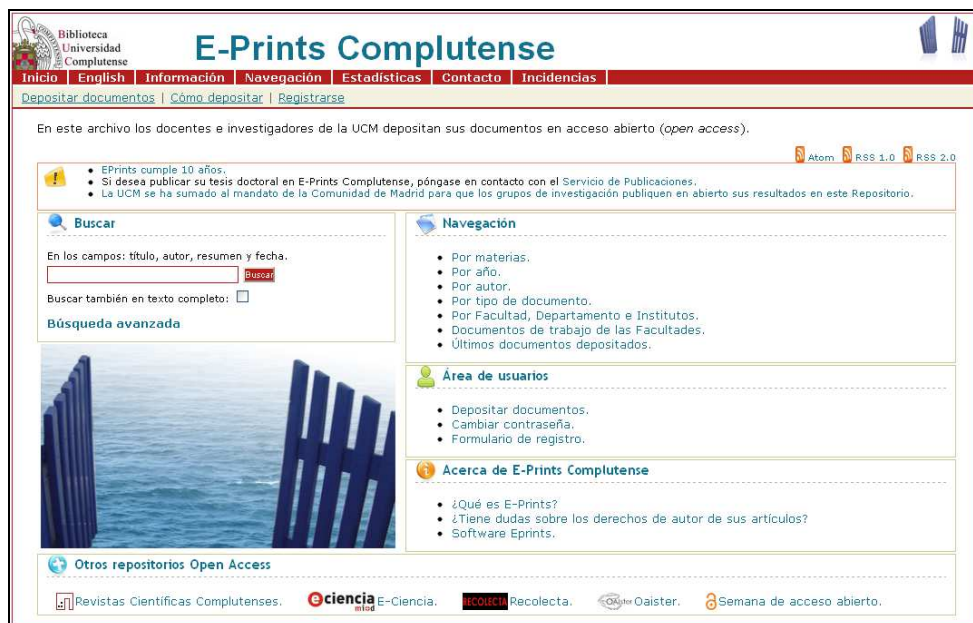 Biblioteca
Universidad
Complutense
E-Prints Complutense
Inicio | English | Información | Navegación | Estadísticas | Contacto | Incidencias |
Depositar documentos | Cómo depositar | Registrarse
En este archivo los docentes e investigadores de la UCM depositan sus documentos en acceso abierto (open access).
Atom RSS 1.0 RSS 2.0
• EPrints cumple 10 años.
• Si desea publicar su tesis doctoral en E-Prints Complutense, póngase en contacto con el Servicio de Publicaciones.
• La UCM se ha sumado al mandato de la Comunidad de Madrid para que los grupos de investigación publiquen en abierto sus resultados en este Repositorio.
Buscar
En los campos: título, autor, resumen y fecha.
Buscar
Buscar también en texto completo:
Búsqueda avanzada
Navegación
• Por materias.
• Por año.
• Por autor.
• Por tipo de documento.
• Por Facultad, Departamento e Institutos.
• Documentos de trabajo de las Facultades.
• Últimos documentos depositados.
Área de usuarios
• Depositar documentos.
• Cambiar contraseña.
• Formulario de registro.
Acerca de E-Prints Complutense
• ¿Qué es E-Prints?
• ¿Tiene dudas sobre los derechos de autor de sus artículos?
• Software Eprints.
Otros repositorios Open Access
Revistas Científicas Complutenses. eciencia E-Ciencia. RECOLECTA Recolecta. OAIster Oaister. Semana de acceso abierto.